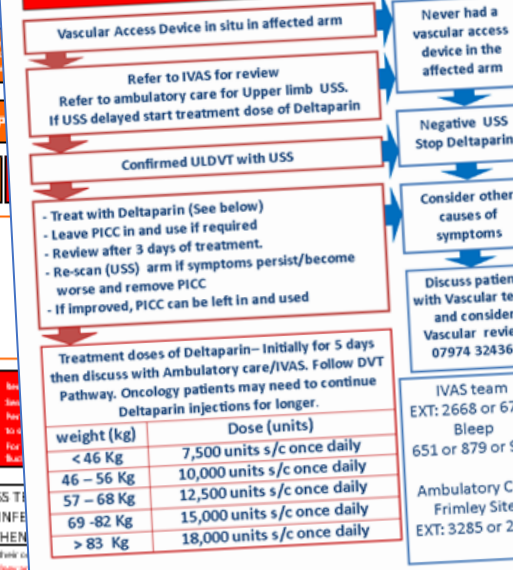 Vascular Access Device in situ in affected arm
Refer to IVAS for review
Refer to ambulatory care for Upper limb USS.
If USS delayed start treatment dose of Deltaparin
Confirmed ULDVT with USS
- Treat with Deltaparin (See below)
- Leave PICC in and use if required
- Review after 3 days of treatment.
- Re-scan (USS) arm if symptoms persist/become
worse and remove PICC
- If improved, PICC can be left in and used
Treatment doses of Deltaparin– Initially for 5 days
then discuss with Ambulatory care/IVAS. Follow DVT
Pathway. Oncology patients may need to continue
Deltaparin injections for longer.
weight (kg) Dose (units)
< 46 Kg 7,500 units s/c once daily
46 – 56 Kg 10,000 units s/c once daily
57 – 68 Kg 12,500 units s/c once daily
69 -82 Kg 15,000 units s/c once daily
> 83 Kg 18,000 units s/c once daily
Never had a
vascular access
device in the
affected arm
Negative USS
Stop Deltaparin
Consider other
causes of
symptoms
Discuss patien
with Vascular te
and consider
Vascular revie
07974 32436
IVAS team
EXT: 2668 or 67
Bleep
651 or 879 or
Ambulatory C
Frimley Site
EXT: 3285 or 2